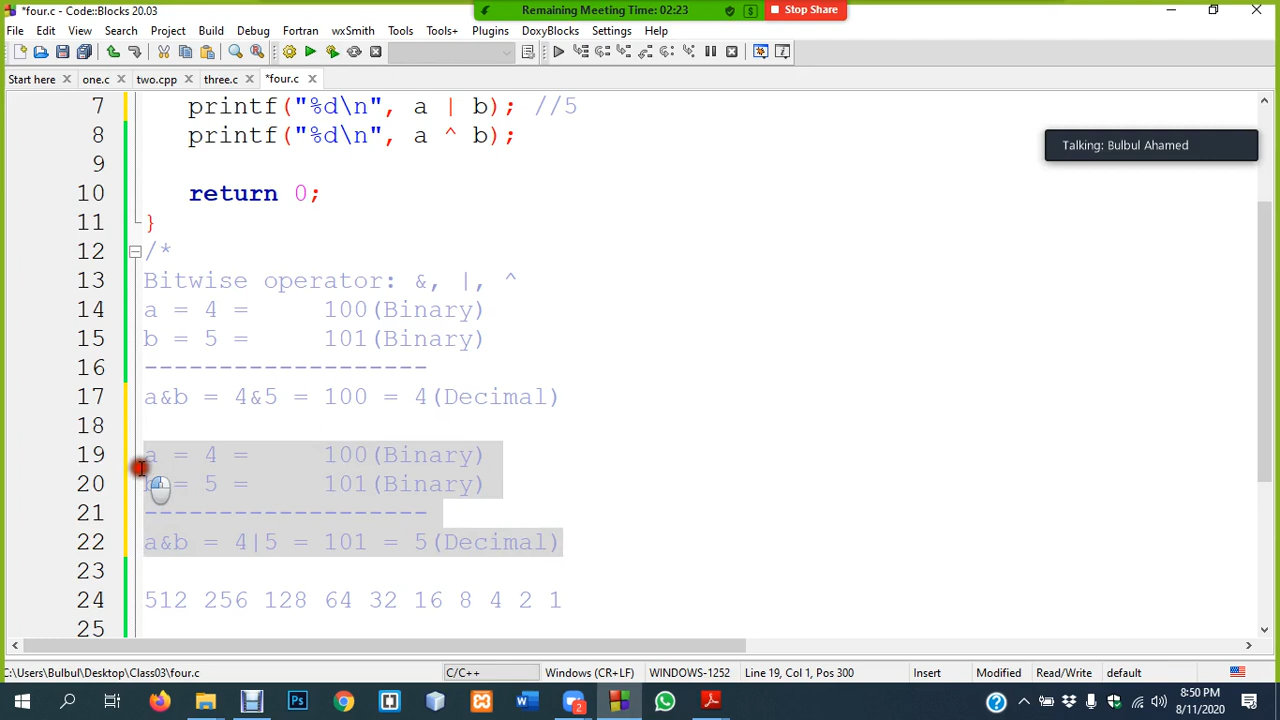 *four.c - Code::Blocks 20.03
Remaining Meeting Time: 02:23
Stop Share
File Edit View Search Project Build Debug Fortran wxSmith Tools Tools+ Plugins DoxyBlocks Settings Help
Start here one.c two.cpp three.c *four.c
Talking: Bulbul Ahamed
7 printf("%d\n", a | b); //5
8 printf("%d\n", a ^ b);
9
10 return 0;
11 }
12 /*
13 Bitwise operator: &, |, ^
14 a = 4 = 100(Binary)
15 b = 5 = 101(Binary)
16 -------------------
17 a&b = 4&5 = 100 = 4(Decimal)
18
19 a = 4 = 100(Binary)
20 = 5 = 101(Binary)
21 -------------------
22 a&b = 4|5 = 101 = 5(Decimal)
23
24 512 256 128 64 32 16 8 4 2 1
25
C:\Users\Bulbul\Desktop\Class03\four.c C/C++ Windows (CR+LF) WINDOWS-1252 Line 19, Col 1, Pos 300 Insert Modified Read/Write default
8:50 PM
8/11/2020